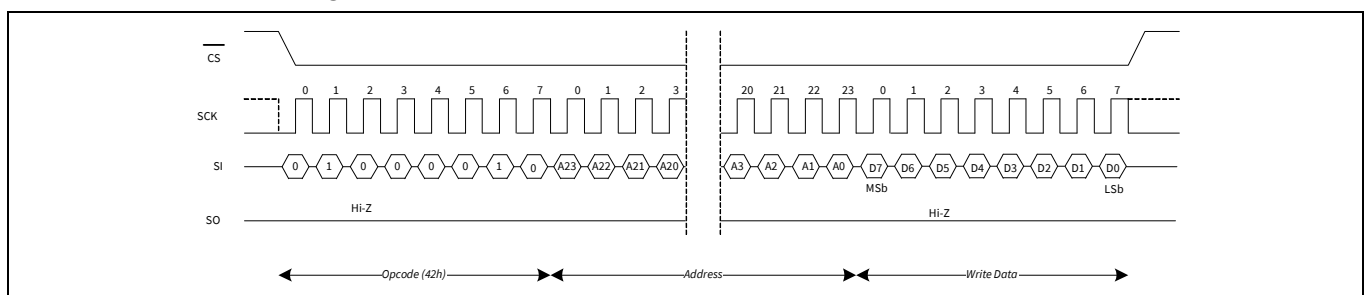 CS
0 1 2 3 4 5 6 7 0 1 2 3 20 21 22 23 0 1 2 3 4 5 6 7
SCK
SI 0 1 0 0 0 0 1 0 A23 A22 A21 A20 A3 A2 A1 A0 D7 D6 D5 D4 D3 D2 D1 D0
MSb LSb
Hi-Z Hi-Z
SO
Opcode (42h) Address Write Data